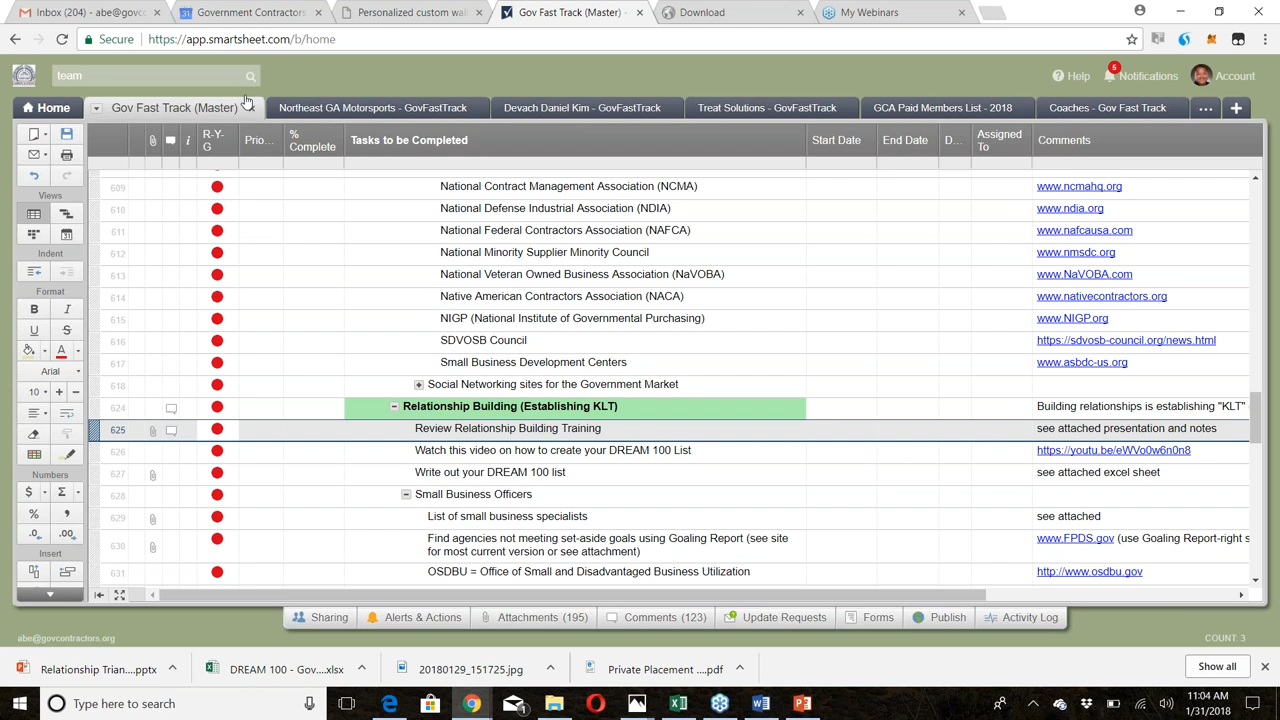 Inbox (204) - abe@govc
Government Contractors
Personalized custom wal
Gov Fast Track (Master) -
Download
My Webinars
Secure
https://app.smartsheet.com/b/home
team
Help
5
Notifications
Account
Home
Gov Fast Track (Master)
Northeast GA Motorsports - GovFastTrack
Devach Daniel Kim - GovFastTrack
Treat Solutions - GovFastTrack
GCA Paid Members List - 2018
Coaches - Gov Fast Track
R-Y-G
Prio...
% Complete
Tasks to be Completed
Start Date
End Date
D...
Assigned To
Comments
609 National Contract Management Association (NCMA) www.ncmahq.org
610 National Defense Industrial Association (NDIA) www.ndia.org
611 National Federal Contractors Association (NAFCA) www.nafcausa.com
612 National Minority Supplier Minority Council www.nmsdc.org
613 National Veteran Owned Business Association (NaVOBA) www.NaVOBA.com
614 Native American Contractors Association (NACA) www.nativecontractors.org
615 NIGP (National Institute of Governmental Purchasing) www.NIGP.org
616 SDVOSB Council https://sdvosb-council.org/news.html
617 Small Business Development Centers www.asbdc-us.org
618 Social Networking sites for the Government Market
624 Relationship Building (Establishing KLT) Building relationships is establishing "KLT"
625 Review Relationship Building Training see attached presentation and notes
626 Watch this video on how to create your DREAM 100 List https://youtu.be/eWVo0w6n0n8
627 Write out your DREAM 100 list see attached excel sheet
628 Small Business Officers
629 List of small business specialists see attached
630 Find agencies not meeting set-aside goals using Goaling Report (see site www.FPDS.gov (use Goaling Report-right s
for most current version or see attachment)
631 OSDBU = Office of Small and Disadvantaged Business Utilization http://www.osdbu.gov
Views
Indent
Format
B I
U S
A
Arial
10
Numbers
$ Σ
% ,
.0 .00
Insert
Sharing
Alerts & Actions
Attachments (195)
Comments (123)
Update Requests
Forms
Publish
Activity Log
abe@govcontractors.org
COUNT: 3
Relationship Trian....pptx
DREAM 100 - Gov....xlsx
20180129_151725.jpg
Private Placement ....pdf
Show all
Type here to search
11:04 AM
1/31/2018